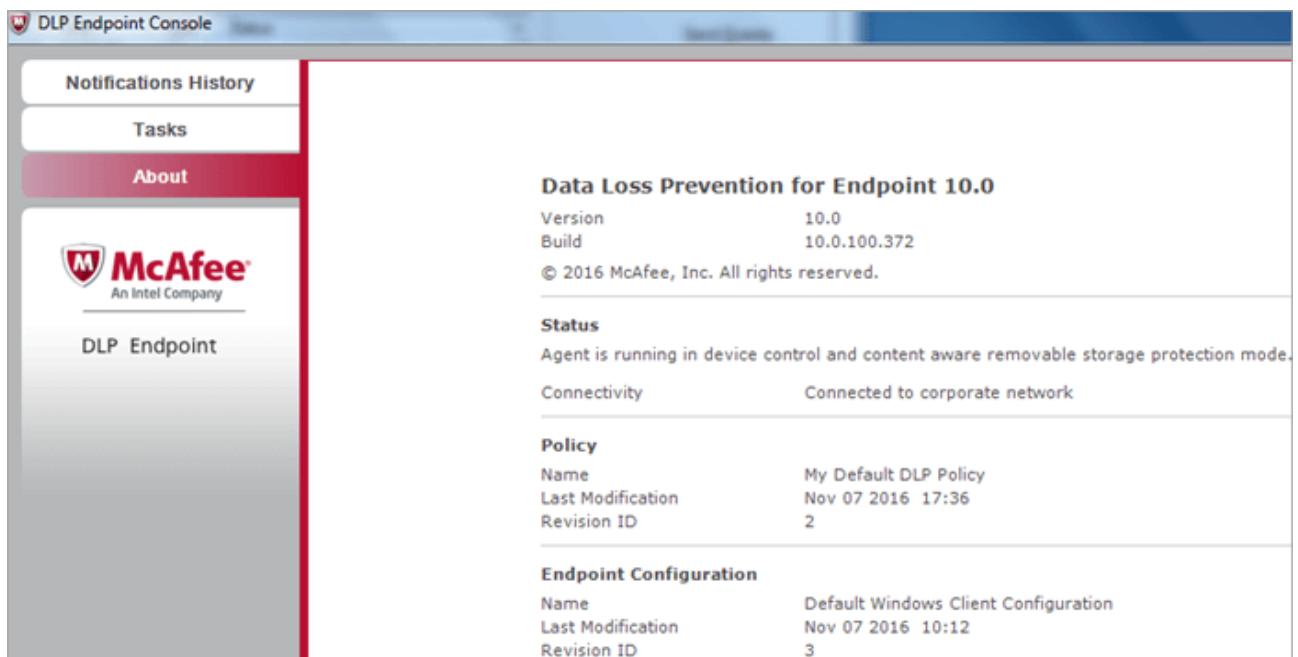 DLP Endpoint Console
Notifications History
Tasks
About
McAfee
An Intel Company
DLP Endpoint
Data Loss Prevention for Endpoint 10.0
Version 10.0
Build 10.0.100.372
© 2016 McAfee, Inc. All rights reserved.
Status
Agent is running in device control and content aware removable storage protection mode.
Connectivity Connected to corporate network
Policy
Name My Default DLP Policy
Last Modification Nov 07 2016 17:36
Revision ID 2
Endpoint Configuration
Name Default Windows Client Configuration
Last Modification Nov 07 2016 10:12
Revision ID 3